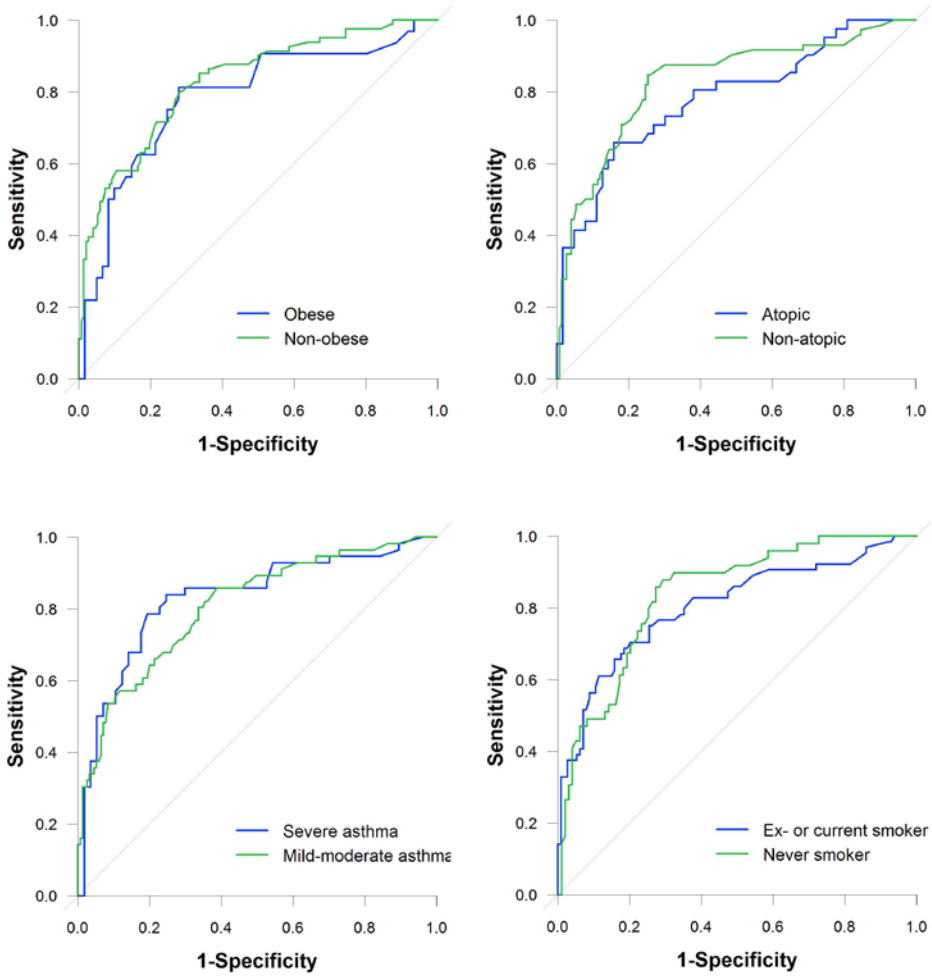 1.0
0.8
0.6
0.4
0.2
0.0
Sensitivity
Obese
Non-obese
0.0 0.2 0.4 0.6 0.8 1.0
1-Specificity
1.0
0.8
0.6
0.4
0.2
0.0
Sensitivity
Atopic
Non-atopic
0.0 0.2 0.4 0.6 0.8 1.0
1-Specificity
1.0
0.8
0.6
0.4
0.2
0.0
Sensitivity
Severe asthma
Mild-moderate asthma
0.0 0.2 0.4 0.6 0.8 1.0
1-Specificity
1.0
0.8
0.6
0.4
0.2
0.0
Sensitivity
Ex- or current smoker
Never smoker
0.0 0.2 0.4 0.6 0.8 1.0
1-Specificity